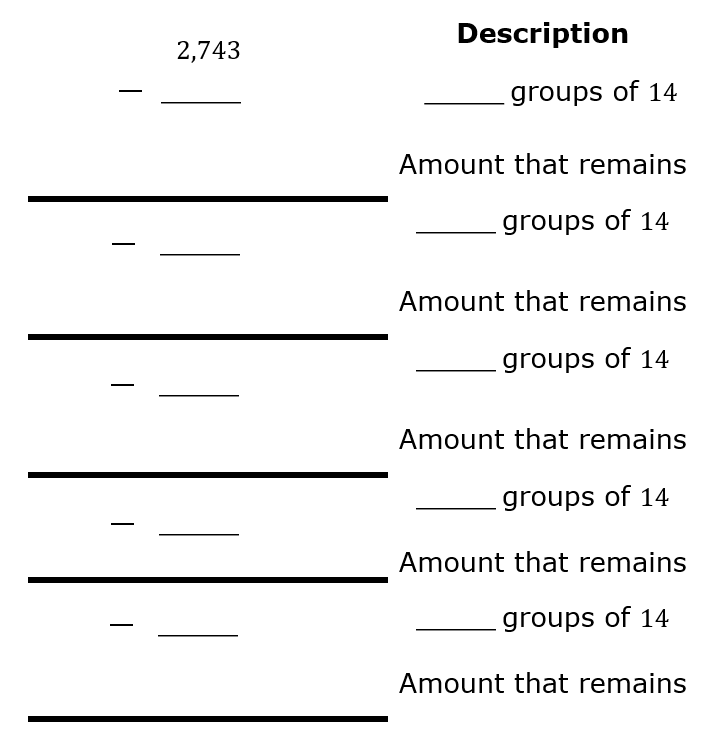 Description
2,743
— ______ ______ groups of 14
Amount that remains
— ______ ______ groups of 14
Amount that remains
— ______ ______ groups of 14
Amount that remains
— ______ ______ groups of 14
Amount that remains
— ______ ______ groups of 14
Amount that remains